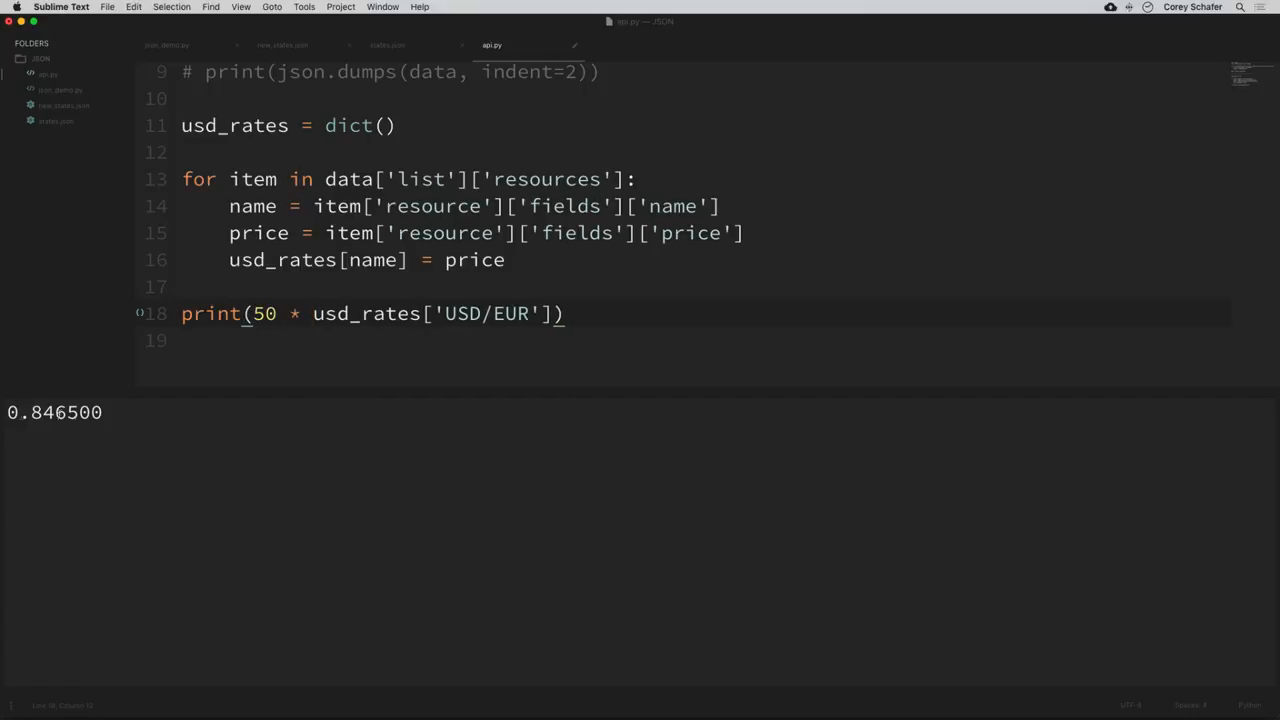 Sublime Text File Edit Selection Find View Goto Tools Project Window Help Corey Schafer
api.py — JSON
FOLDERS
JSON
api.py
json_demo.py
new_states.json
states.json
json_demo.py new_states.json states.json api.py
9 # print(json.dumps(data, indent=2))
10
11 usd_rates = dict()
12
13 for item in data['list']['resources']:
14 name = item['resource']['fields']['name']
15 price = item['resource']['fields']['price']
16 usd_rates[name] = price
17
18 print(50 * usd_rates['USD/EUR'])
19
0.846500
UTF-8 Spaces: 4 Python